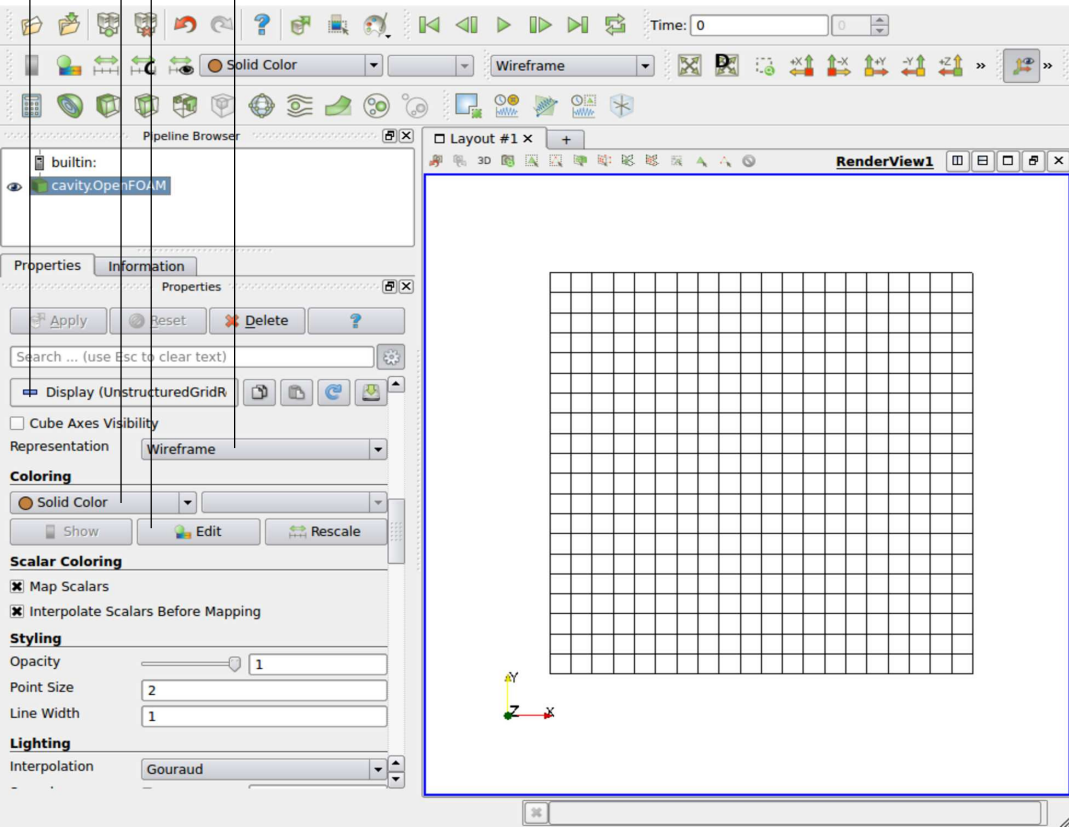 Time: 0 0
Solid Color Wireframe D +X -X +Y -Y +Z » »
Pipeline Browser
Layout #1 × +
builtin:
3D RenderView1
cavity.OpenFOAM
Properties Information
Properties
Apply Reset Delete ?
Search ... (use Esc to clear text)
Display (UnstructuredGridR
Cube Axes Visibility
Representation Wireframe
Coloring
Solid Color
Show Edit Rescale
Scalar Coloring
Map Scalars
Interpolate Scalars Before Mapping
Styling
Opacity 1
Point Size 2
Line Width 1
Lighting
Interpolation Gouraud
Y
Z X